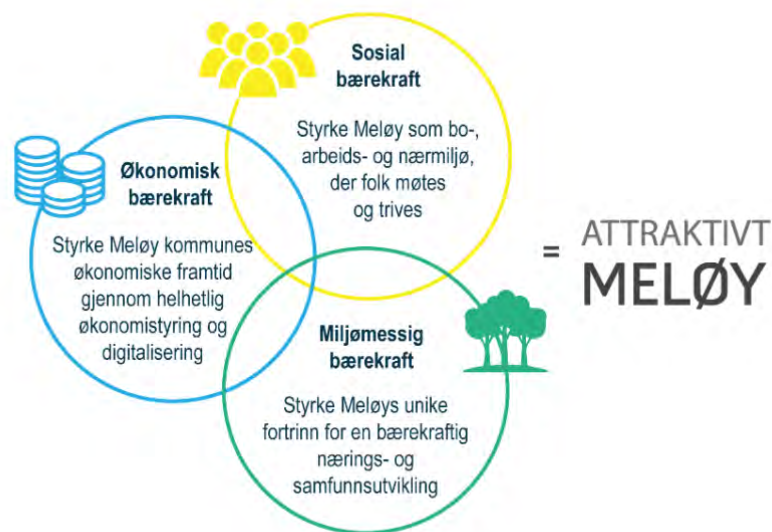 Sosial
bærekraft
Styrke Meløy som bo-,
arbeids- og nærmiljø,
der folk møtes
og trives
Økonomisk
bærekraft
Styrke Meløy kommunes
økonomiske framtid
gjennom helhetlig
økonomistyring og
digitalisering
Miljømessig
bærekraft
Styrke Meløys unike
fortrinn for en bærekraftig
nærings- og
samfunnsutvikling
= ATTRAKTIVT
MELØY